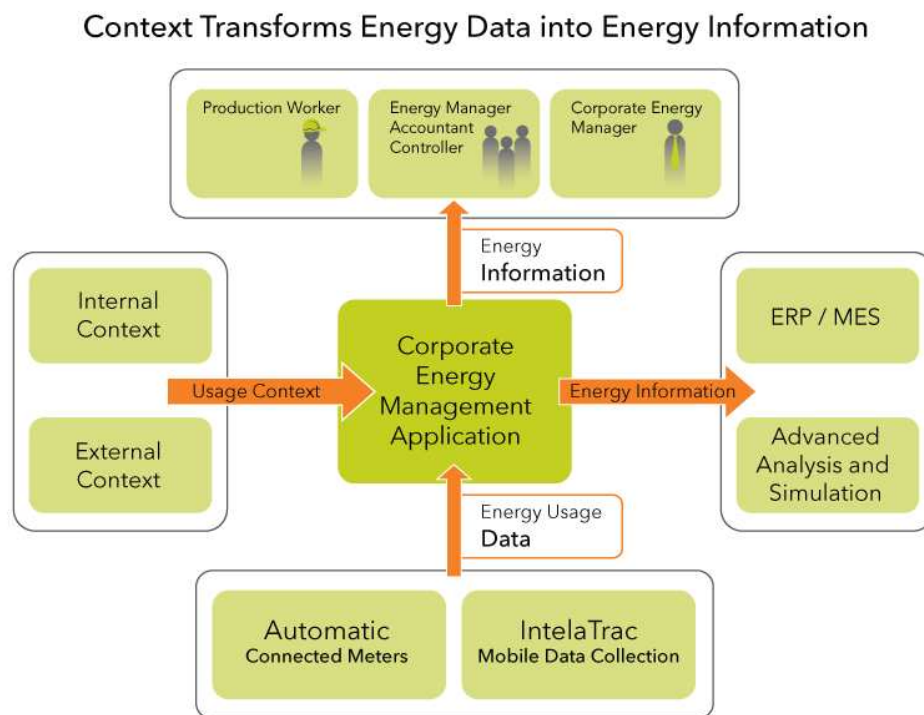 Context Transforms Energy Data into Energy Information
Production Worker
Energy Manager
Accountant
Controller
Corporate Energy
Manager
Energy
Information
Internal
Context
External
Context
Usage Context
Corporate
Energy
Management
Application
Energy Information
ERP / MES
Advanced
Analysis and
Simulation
Energy Usage
Data
Automatic
Connected Meters
IntelaTrac
Mobile Data Collection